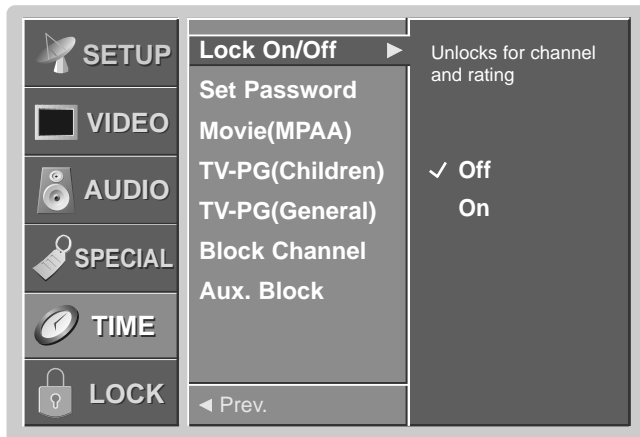 SETUP
VIDEO
AUDIO
SPECIAL
TIME
LOCK
Lock On/Off ►
Set Password
Movie(MPAA)
TV-PG(Children)
TV-PG(General)
Block Channel
Aux. Block
◄ Prev.
Unlocks for channel
and rating
✓ Off
On